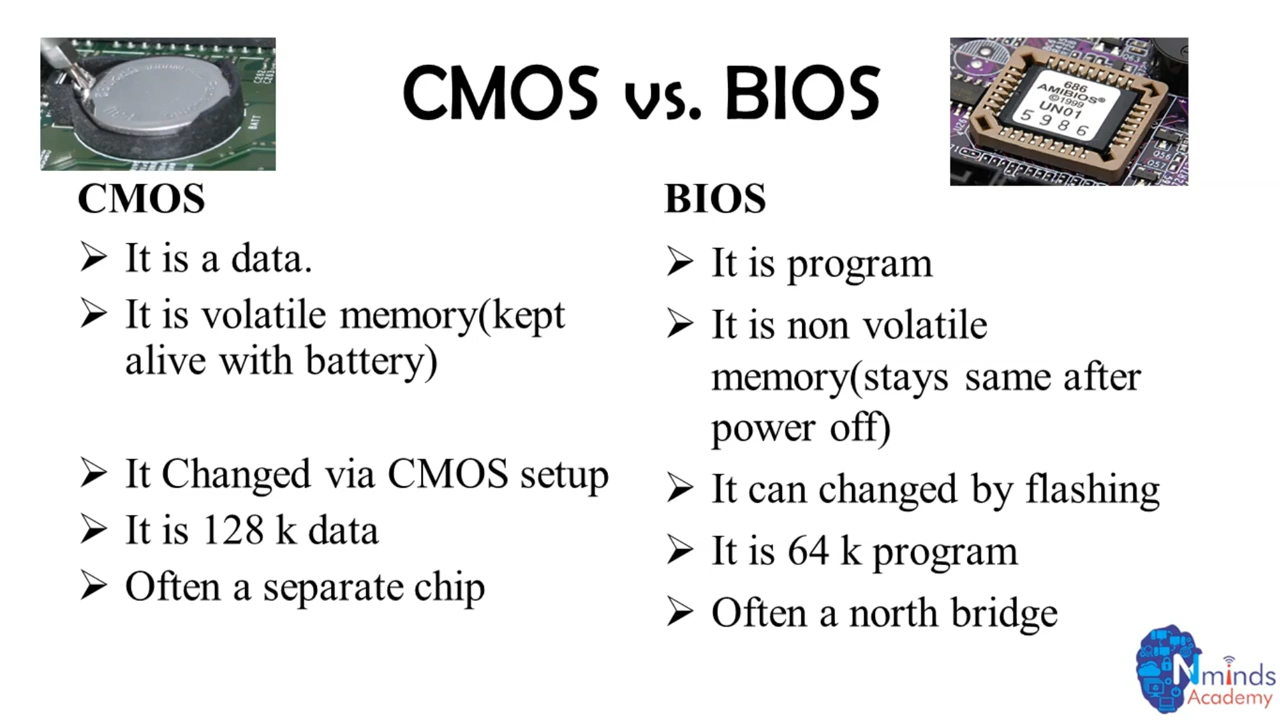 CMOS vs. BIOS
686
AMIBIOS®
©1999
UN01
5986
CMOS
➢ It is a data.
➢ It is volatile memory(kept
alive with battery)
➢ It Changed via CMOS setup
➢ It is 128 k data
➢ Often a separate chip
BIOS
➢ It is program
➢ It is non volatile
memory(stays same after
power off)
➢ It can changed by flashing
➢ It is 64 k program
➢ Often a north bridge
Nminds
Academy